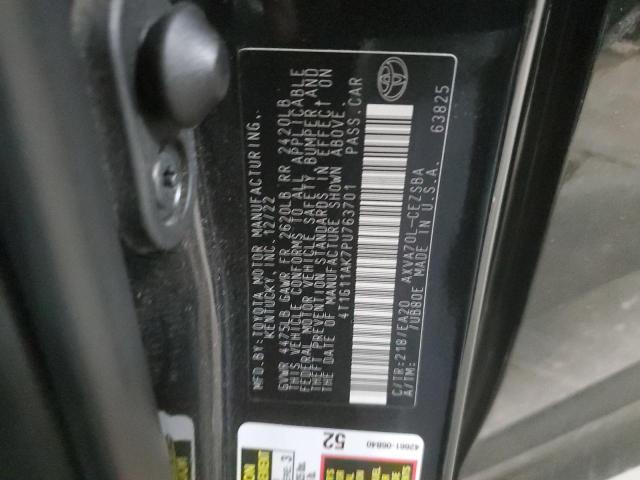 MFD.BY:TOYOTA MOTOR MANUFACTURING,
KENTUCKY, INC. 12/22
GVWR 4475LB GAWR FR 2620LB RR 2420LB
THIS VEHICLE CONFORMS TO ALL APPLICABLE
FEDERAL MOTOR VEHICLE SAFETY, BUMPER, AND
THEFT PREVENTION STANDARDS IN EFFECT ON
THE DATE OF MANUFACTURE SHOWN ABOVE.
4T1G11AK7PU763701 PASS.CAR
63825
C/TR:218/EA20 AXVA70L-CEZSBA
A/TM: 7UB80E MADE IN U.S.A.
42661-06B40
52